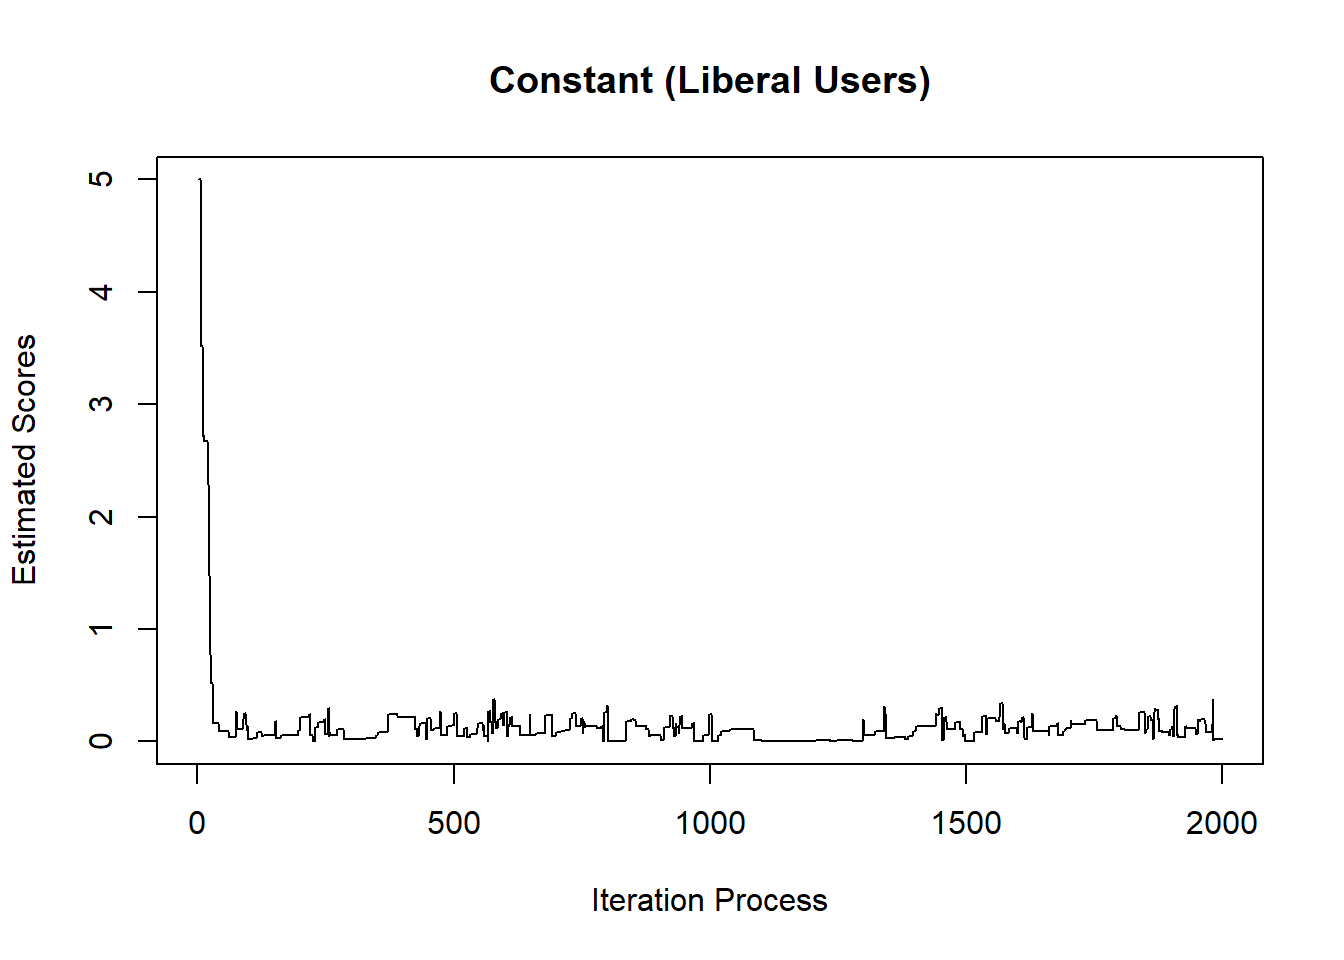 Constant (Liberal Users)
Estimated Scores
5
4
3
2
1
0
0 500 1000 1500 2000
Iteration Process